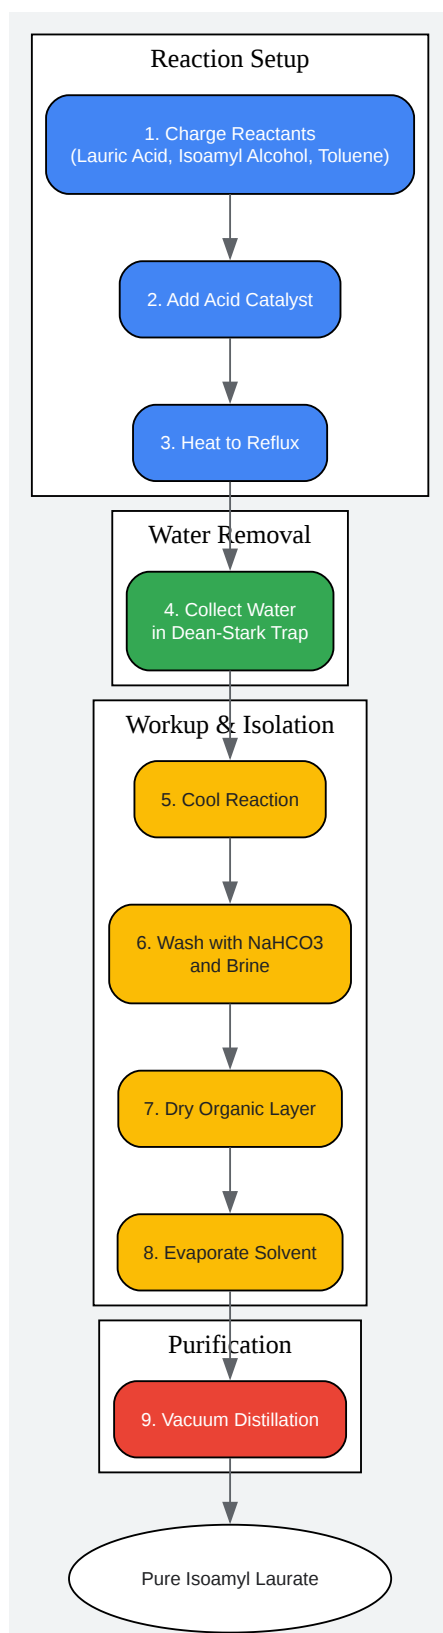 Reaction Setup
1. Charge Reactants
(Lauric Acid, Isoamyl Alcohol, Toluene)
2. Add Acid Catalyst
3. Heat to Reflux
Water Removal
4. Collect Water
in Dean-Stark Trap
Workup & Isolation
5. Cool Reaction
6. Wash with NaHCO3
and Brine
7. Dry Organic Layer
8. Evaporate Solvent
Purification
9. Vacuum Distillation
Pure Isoamyl Laurate